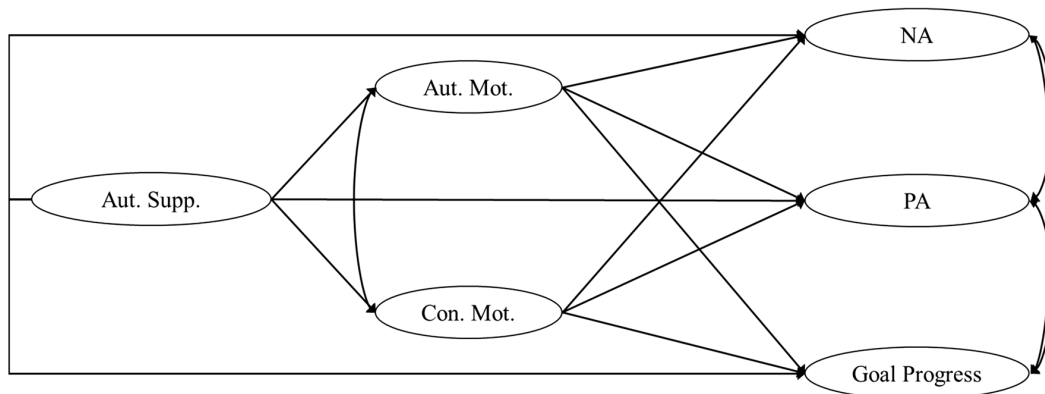 NA
Aut. Mot.
Aut. Supp.
PA
Con. Mot.
Goal Progress